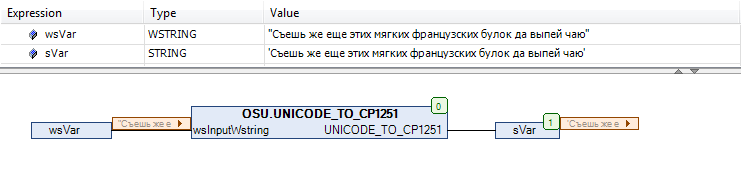 Expression Type Value
wsVar WSTRING "Съешь же еще этих мягких французских булок да выпей чаю"
sVar STRING 'Съешь же еще этих мягких французских булок да выпей чаю'
0
OSU.UNICODE_TO_CP1251
wsVar "Съешь же е wsInputWstring UNICODE_TO_CP1251 sVar 1 "Съешь же е